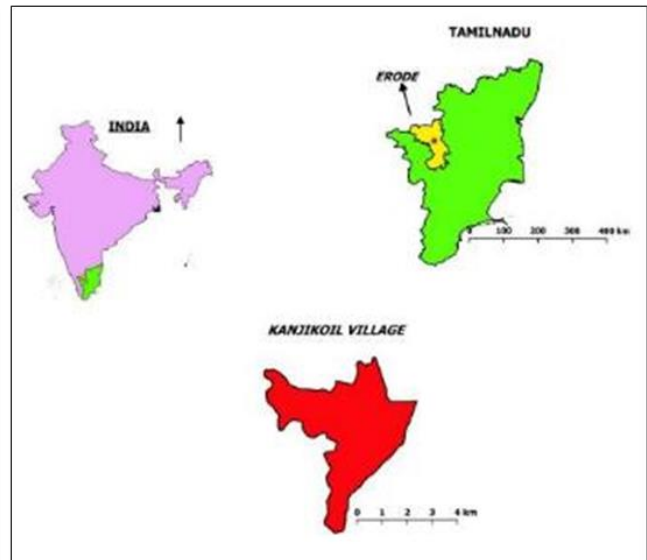 TAMILNADU
ERODE
INDIA
0 100 200 300 400 km
KANJIKOIL VILLAGE
0 1 2 3 4 km